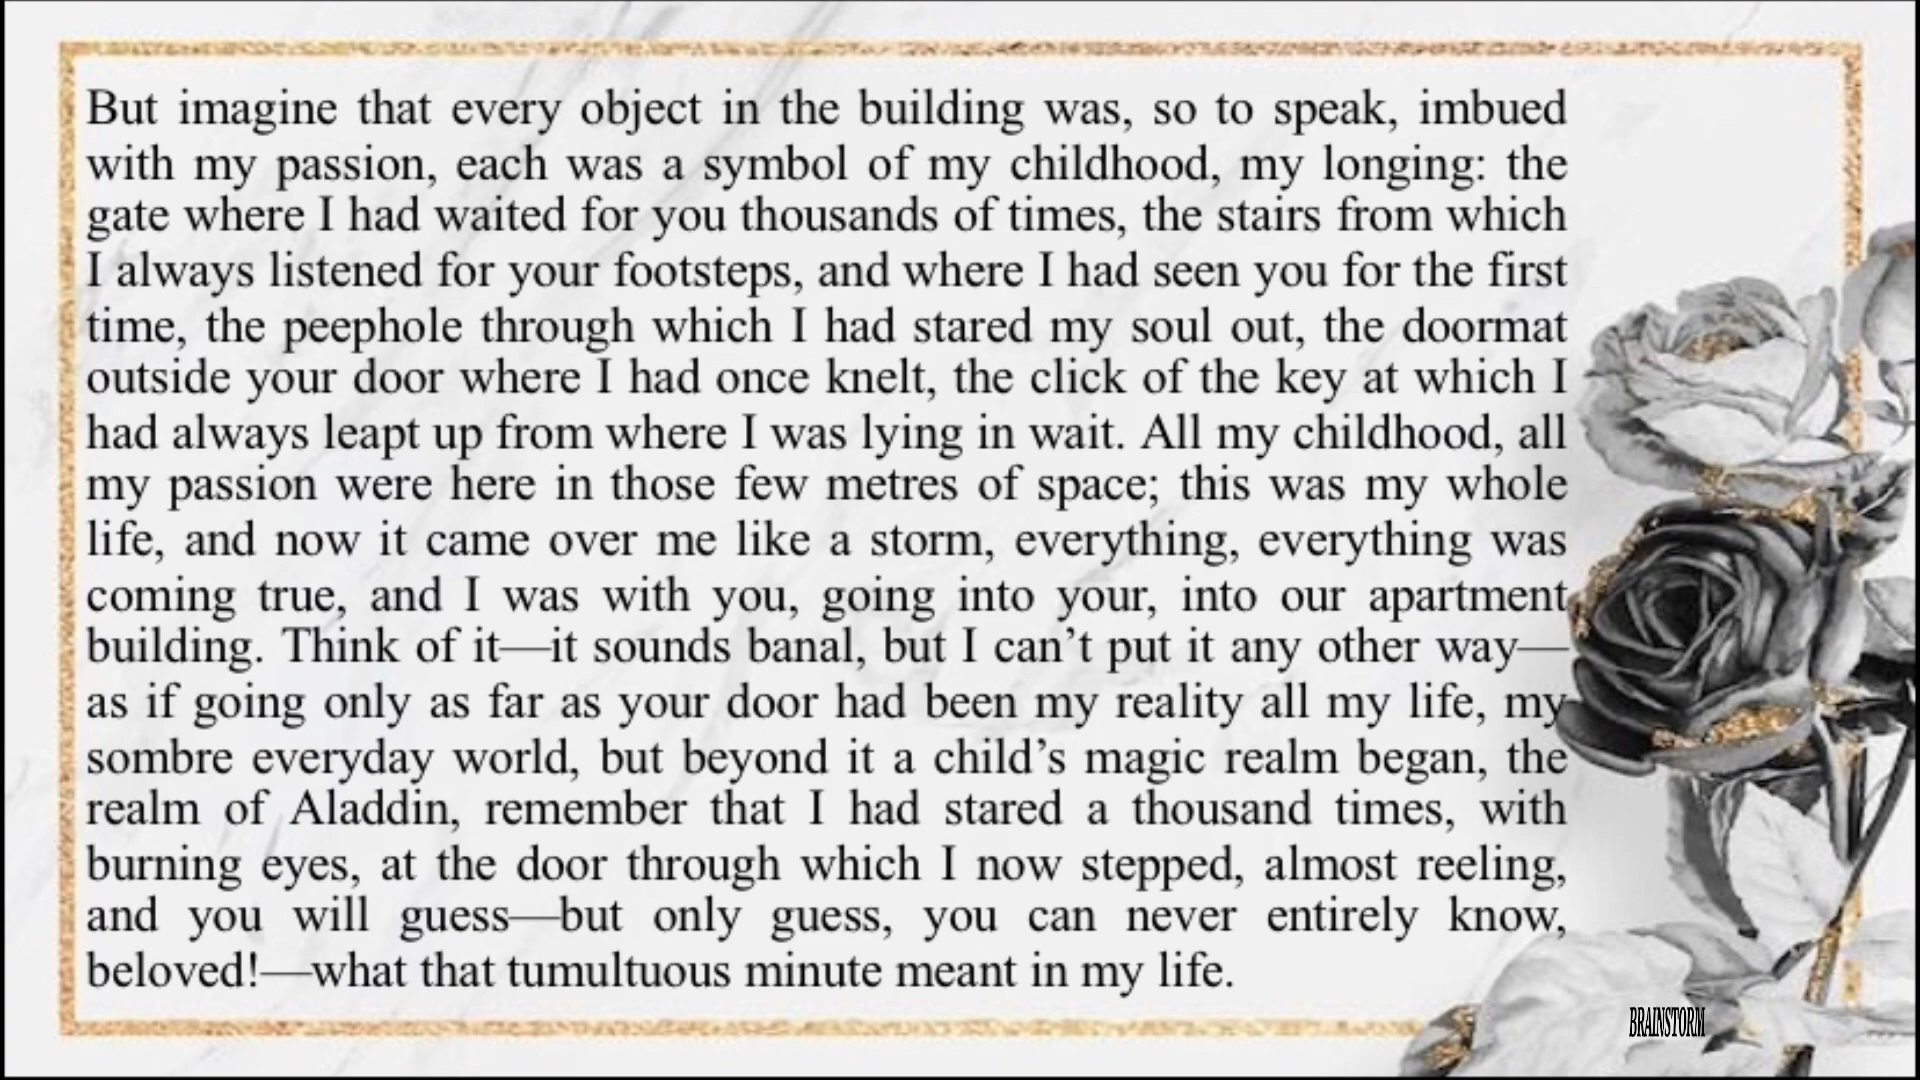 But imagine that every object in the building was, so to speak, imbued
with my passion, each was a symbol of my childhood, my longing: the
gate where I had waited for you thousands of times, the stairs from which
I always listened for your footsteps, and where I had seen you for the first
time, the peephole through which I had stared my soul out, the doormat
outside your door where I had once knelt, the click of the key at which I
had always leapt up from where I was lying in wait. All my childhood, all
my passion were here in those few metres of space; this was my whole
life, and now it came over me like a storm, everything, everything was
coming true, and I was with you, going into your, into our apartment
building. Think of it—it sounds banal, but I can’t put it any other way—
as if going only as far as your door had been my reality all my life, my
sombre everyday world, but beyond it a child’s magic realm began, the
realm of Aladdin, remember that I had stared a thousand times, with
burning eyes, at the door through which I now stepped, almost reeling,
and you will guess—but only guess, you can never entirely know,
beloved!—what that tumultuous minute meant in my life.
BRAINSTORM